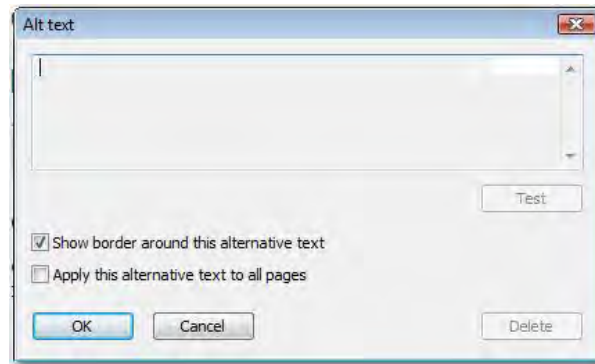 Alt text
Test
Show border around this alternative text
Apply this alternative text to all pages
OK Cancel Delete